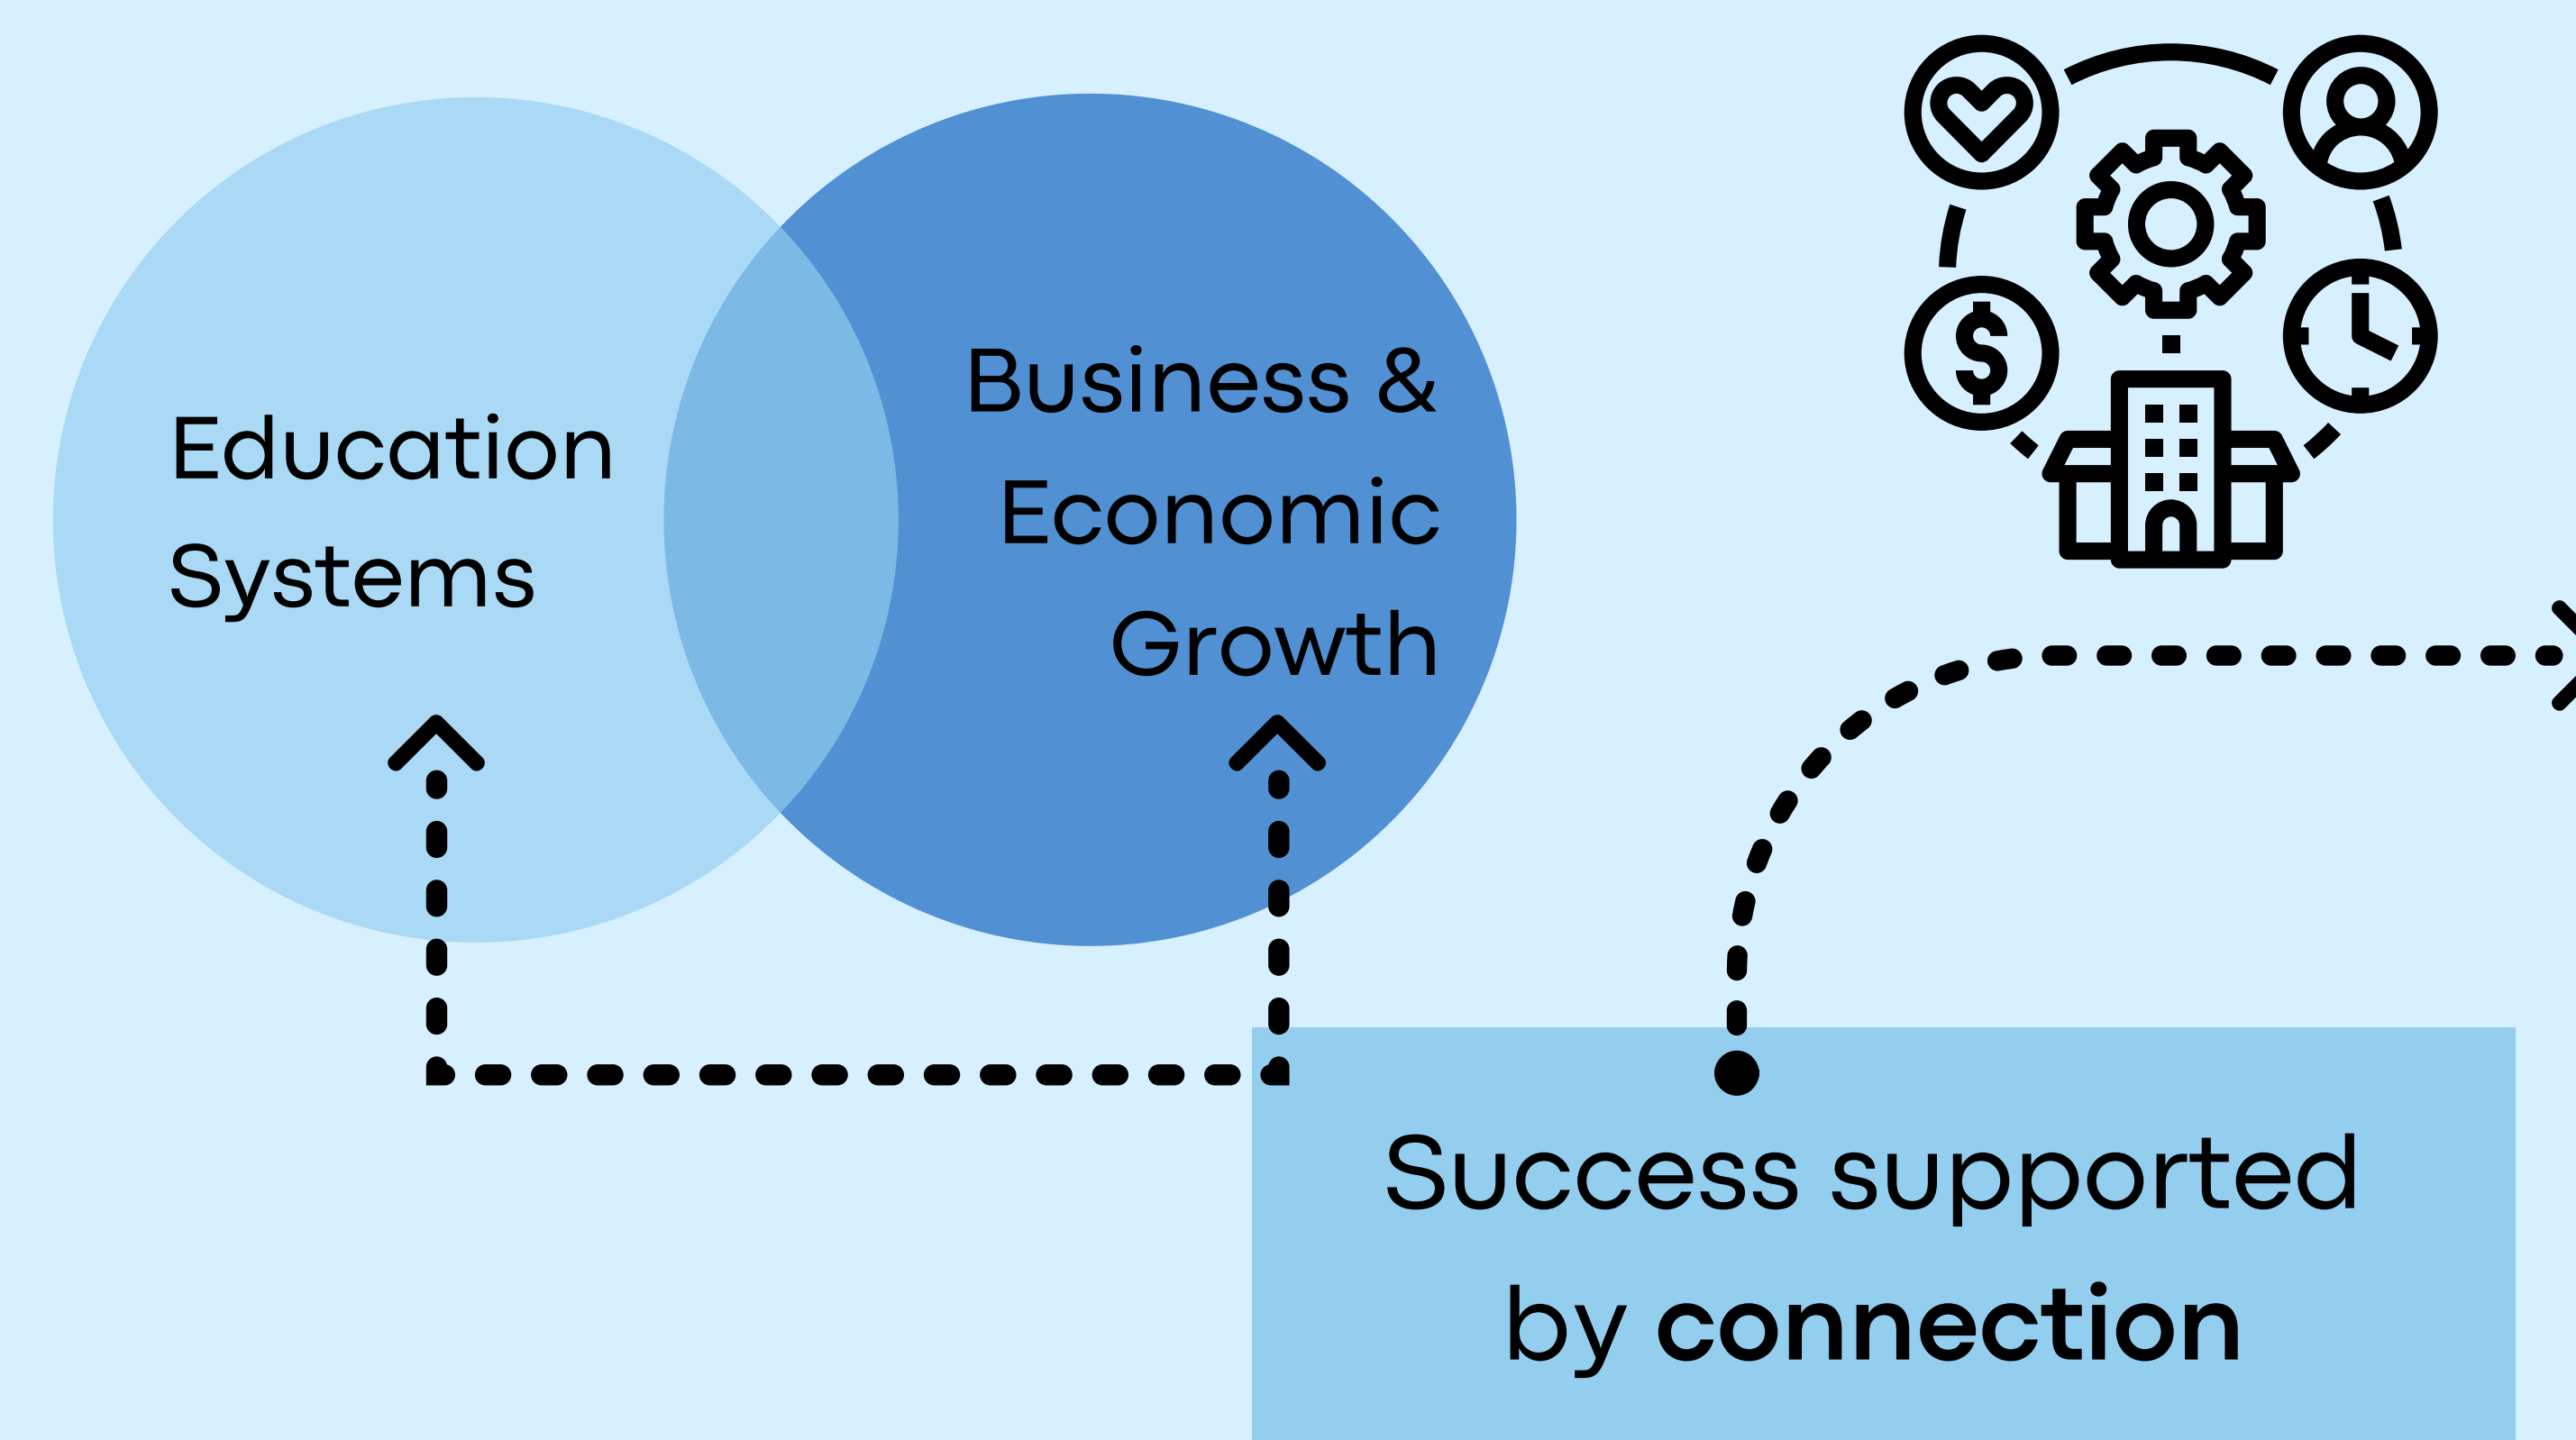 Education
Systems
Business &
Economic
Growth
Success supported
by connection